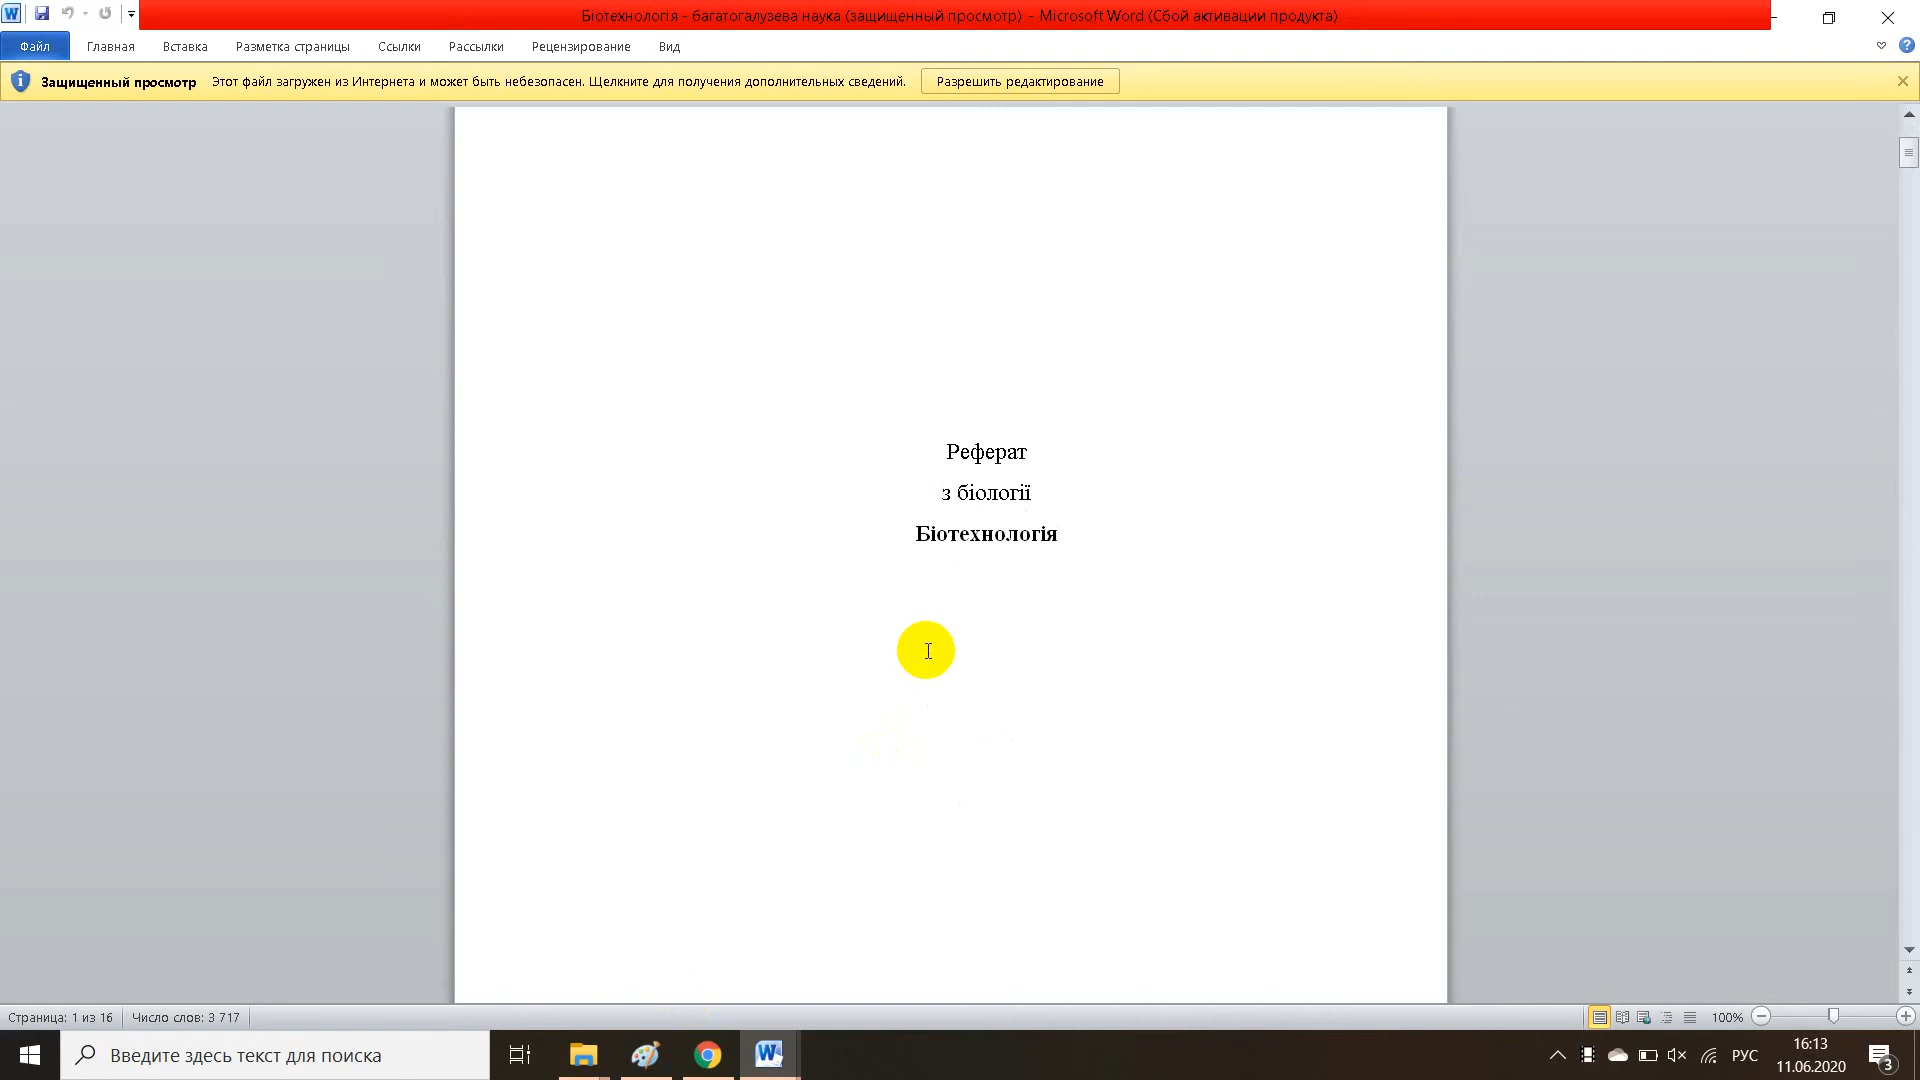 Біотехнологія - багатогалузева наука (защищенный просмотр) - Microsoft Word (Сбой активации продукта)
Файл Главная Вставка Разметка страницы Ссылки Рассылки Рецензирование Вид
Защищенный просмотр Этот файл загружен из Интернета и может быть небезопасен. Щелкните для получения дополнительных сведений. Разрешить редактирование
Реферат
з біології
Біотехнологія
Страница: 1 из 16 Число слов: 3 717 100%
Введите здесь текст для поиска
РУС
16:13
11.06.2020
3